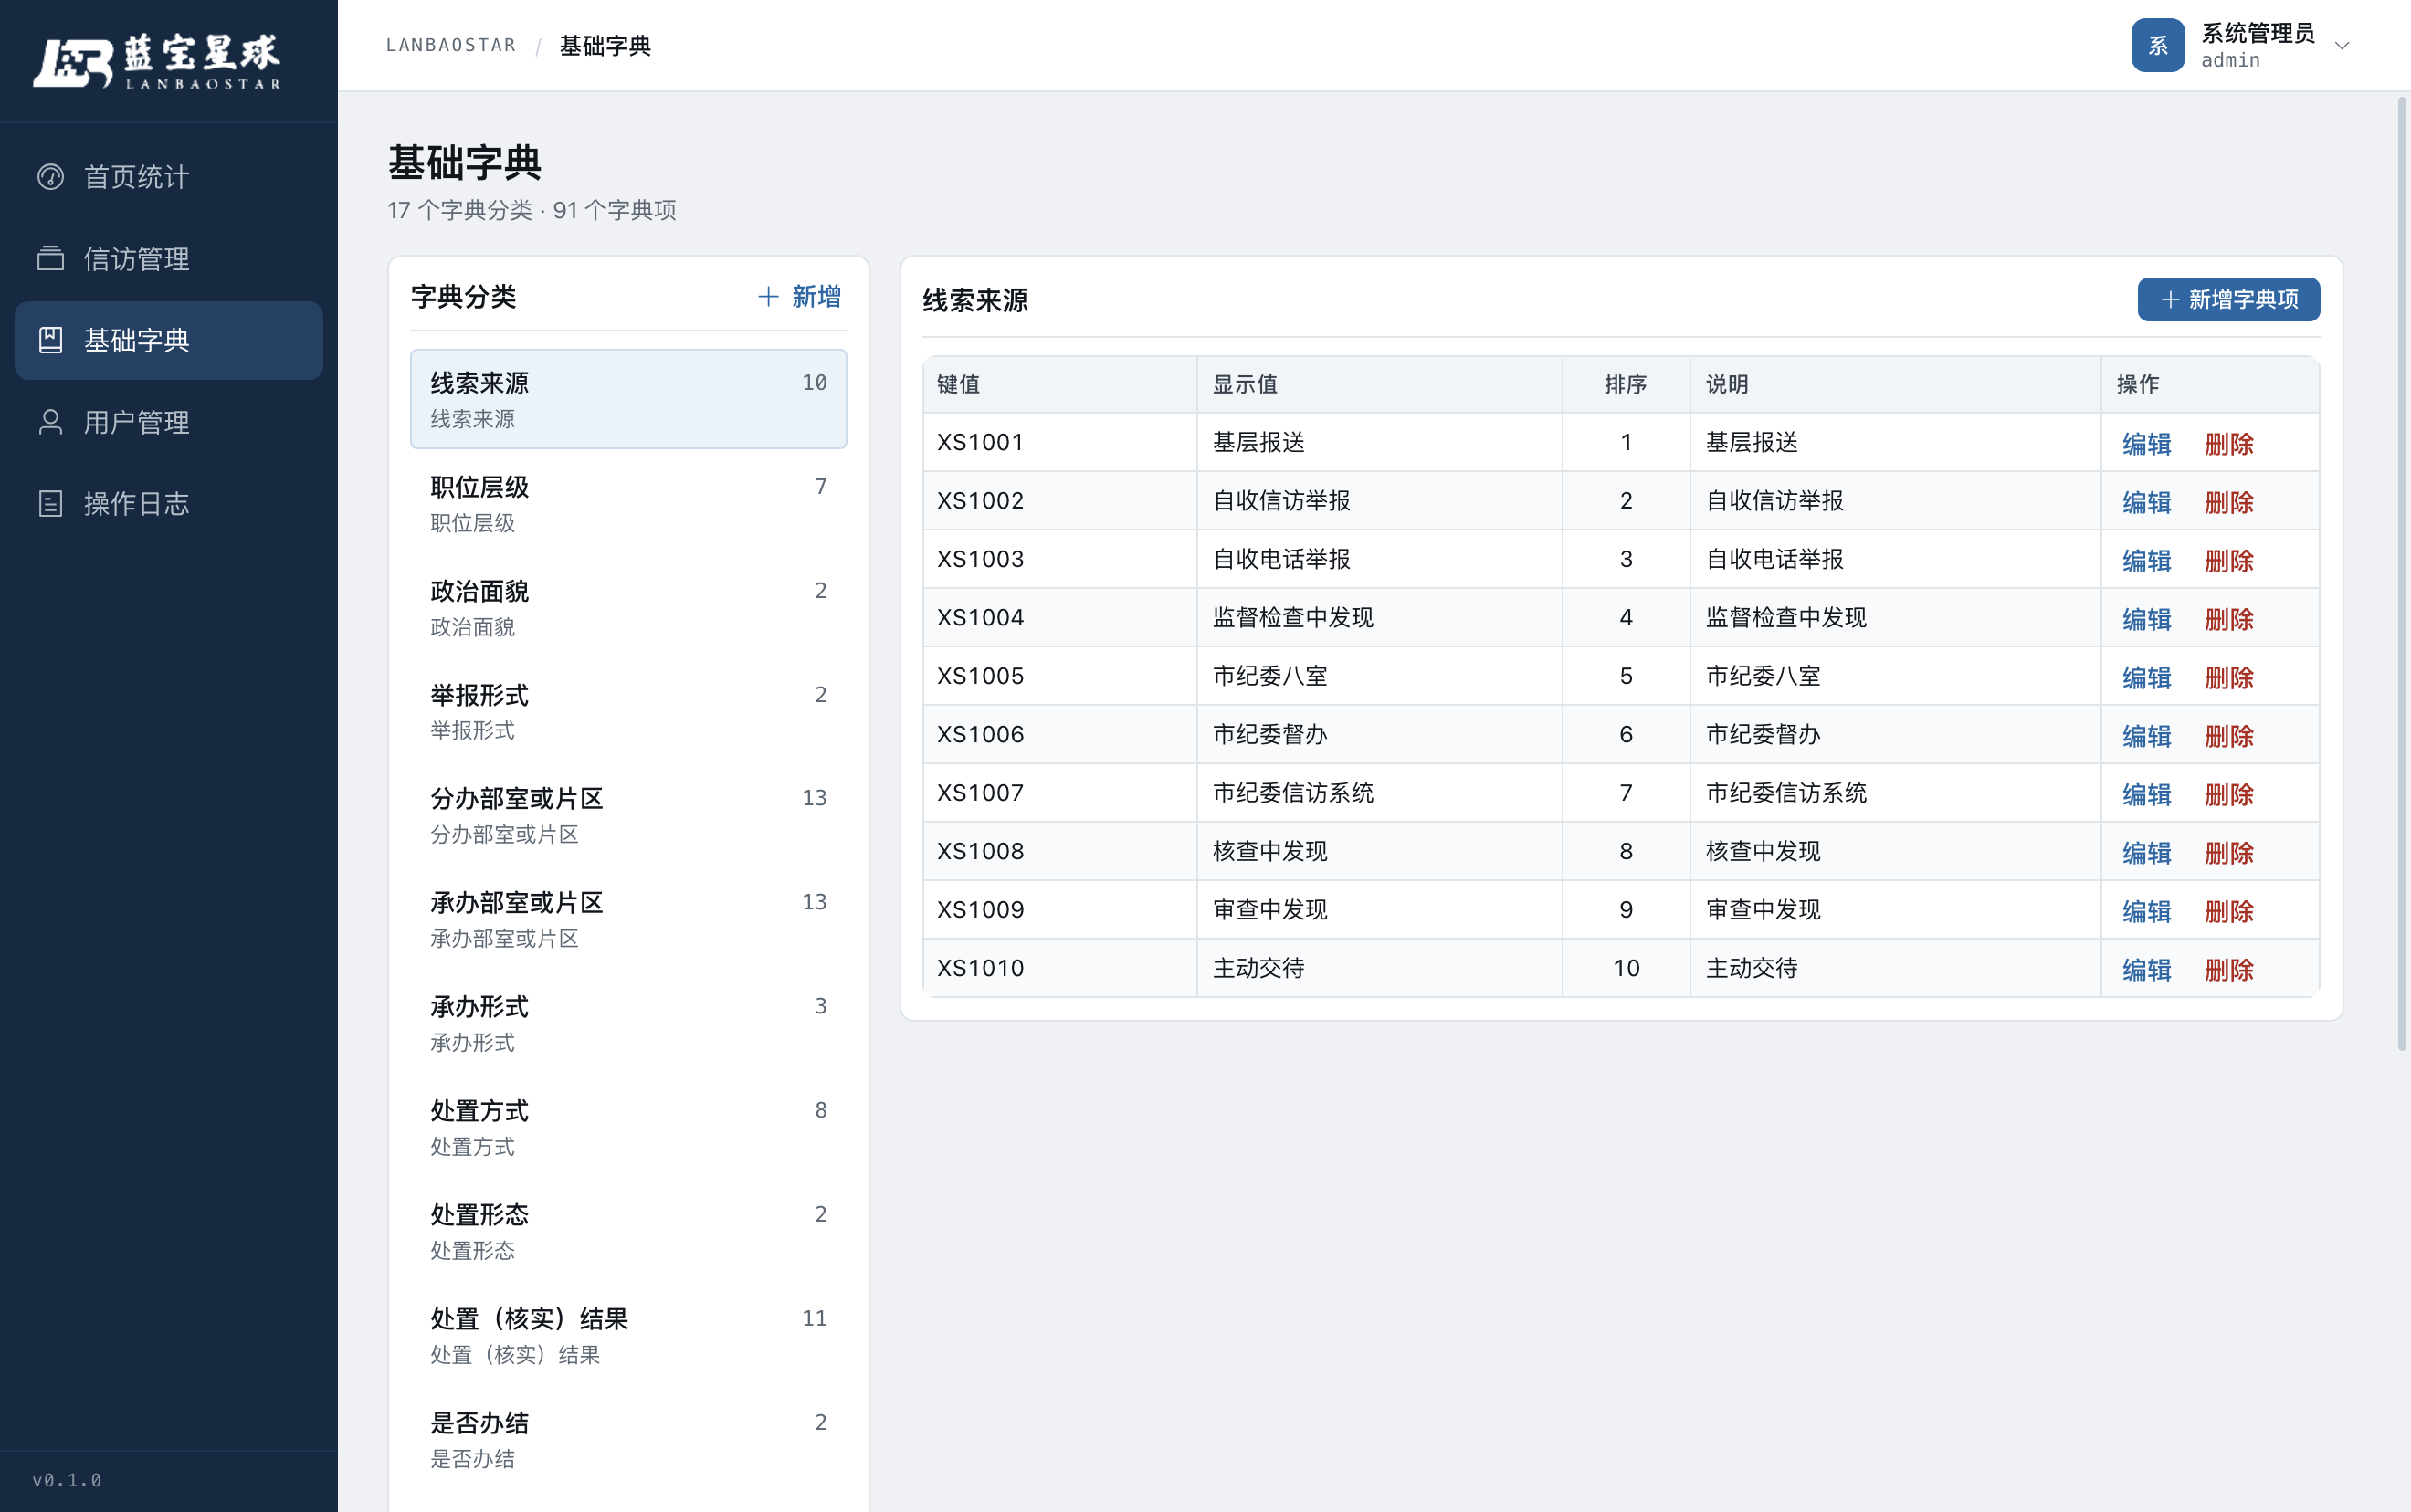 蓝宝星球
LANBAOSTAR
首页统计
信访管理
基础字典
用户管理
操作日志
v0.1.0
LANBAOSTAR / 基础字典
系 系统管理员
admin
基础字典
17 个字典分类 · 91 个字典项
字典分类 + 新增
线索来源 10
线索来源
职位层级 7
职位层级
政治面貌 2
政治面貌
举报形式 2
举报形式
分办部室或片区 13
分办部室或片区
承办部室或片区 13
承办部室或片区
承办形式 3
承办形式
处置方式 8
处置方式
处置形态 2
处置形态
处置（核实）结果 11
处置（核实）结果
是否办结 2
是否办结
线索来源 + 新增字典项
键值 显示值 排序 说明 操作
XS1001 基层报送 1 基层报送 编辑 删除
XS1002 自收信访举报 2 自收信访举报 编辑 删除
XS1003 自收电话举报 3 自收电话举报 编辑 删除
XS1004 监督检查中发现 4 监督检查中发现 编辑 删除
XS1005 市纪委八室 5 市纪委八室 编辑 删除
XS1006 市纪委督办 6 市纪委督办 编辑 删除
XS1007 市纪委信访系统 7 市纪委信访系统 编辑 删除
XS1008 核查中发现 8 核查中发现 编辑 删除
XS1009 审查中发现 9 审查中发现 编辑 删除
XS1010 主动交待 10 主动交待 编辑 删除